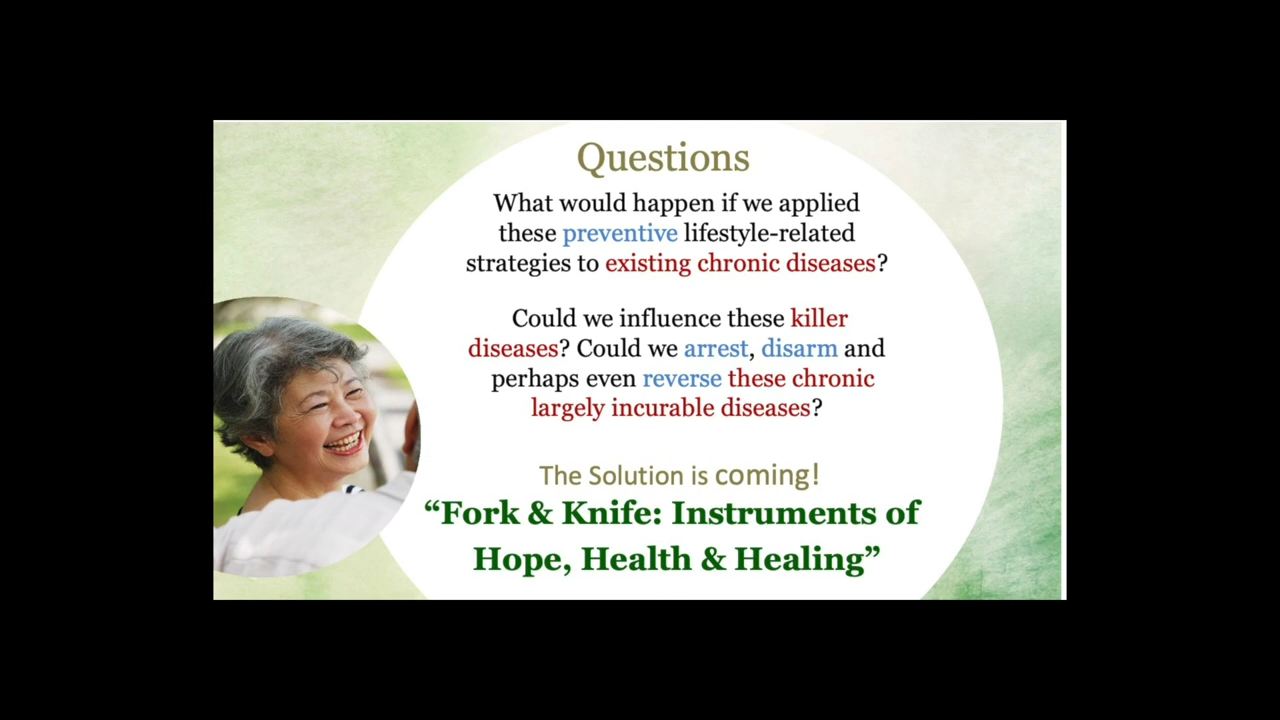 Questions
What would happen if we applied
these preventive lifestyle-related
strategies to existing chronic diseases?
Could we influence these killer
diseases? Could we arrest, disarm and
perhaps even reverse these chronic
largely incurable diseases?
The Solution is coming!
“Fork & Knife: Instruments of
Hope, Health & Healing”